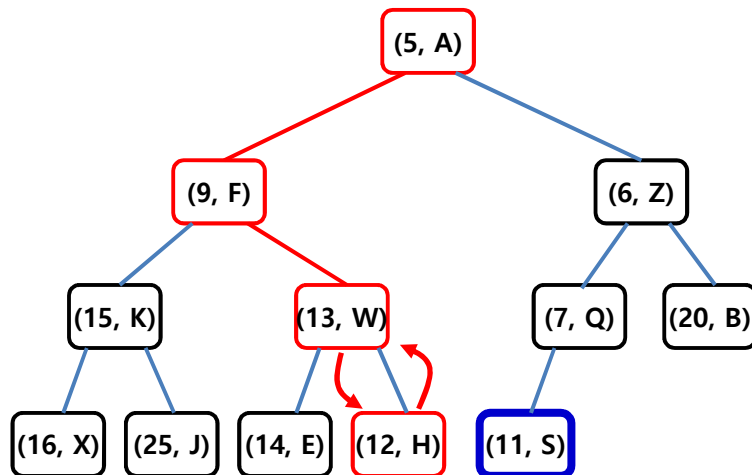 (5, A)
(9, F)
(6, Z)
(15, K)
(13, W)
(7, Q)
(20, B)
(16, X)
(25, J)
(14, E)
(12, H)
(11, S)